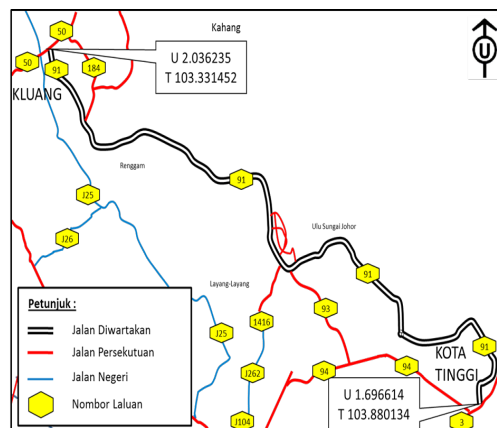 50
Kahang
U 2.036235
T 103.331452
U
50
91
184
KLUANG
Renggam
91
J25
Ulu Sungai Johor
J26
91
Layang-Layang
Petunjuk :
Jalan Diwartakan
Jalan Persekutuan
Jalan Negeri
Nombor Laluan
93
1416
J25
91
KOTA
TINGGI
94
94
J262
U 1.696614
T 103.880134
J104
3